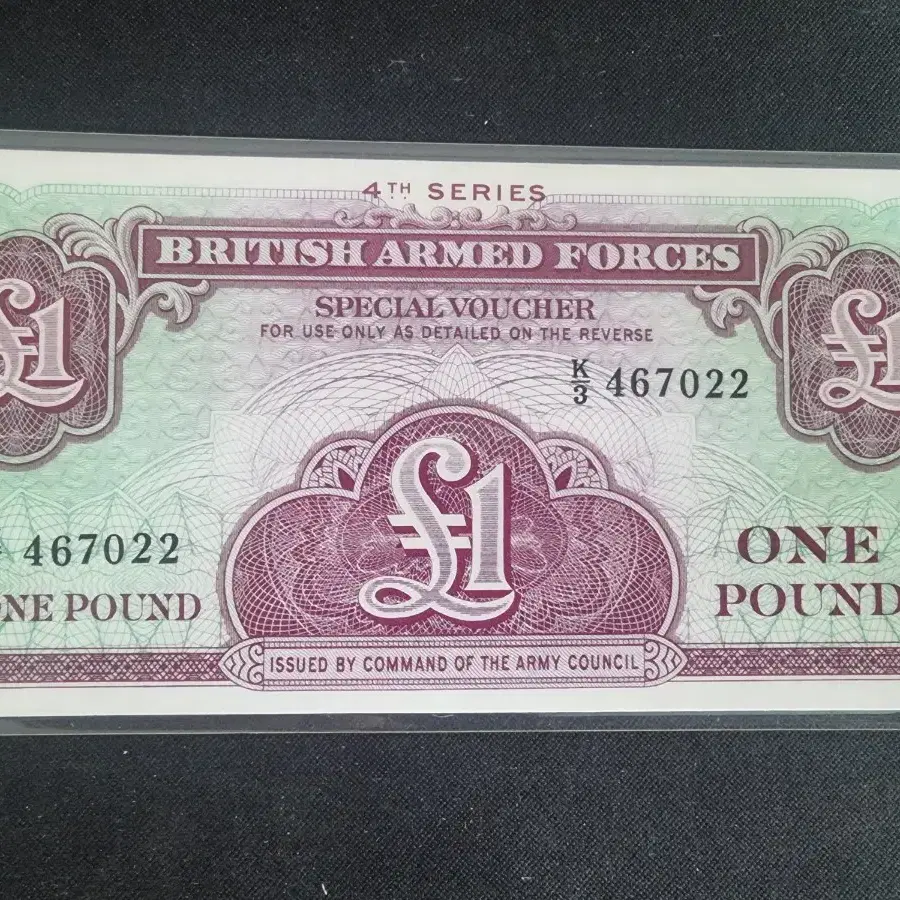 4TH SERIES
BRITISH ARMED FORCES
SPECIAL VOUCHER
FOR USE ONLY AS DETAILED ON THE REVERSE
K/3 467022
£1
£1
£1
467022
ONE POUND
ONE
POUND
ISSUED BY COMMAND OF THE ARMY COUNCIL